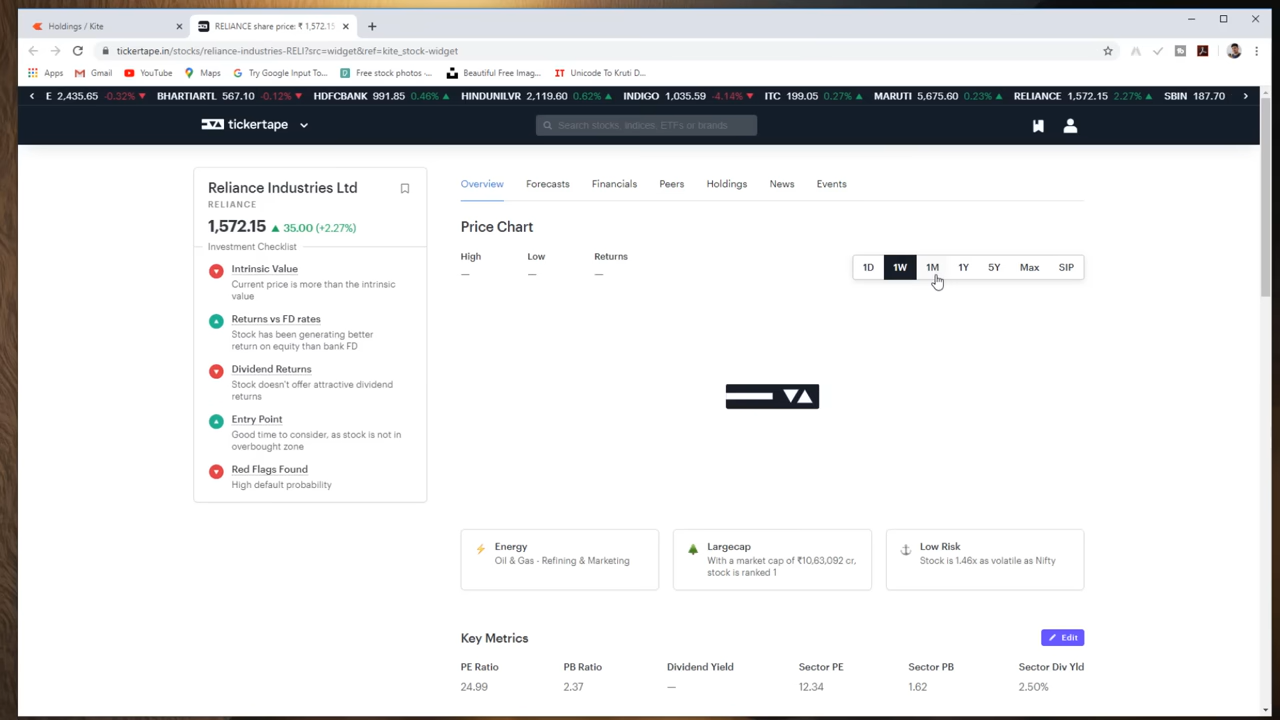 Holdings / Kite
RELIANCE share price: ₹ 1,572.15
tickertape.in/stocks/reliance-industries-RELI?src=widget&ref=kite_stock-widget
Apps
Gmail
YouTube
Maps
Try Google Input To...
Free stock photos -...
Beautiful Free Imag...
IT Unicode To Kruti D...
E 2,435.65 -0.32% BHARTIARTL 567.10 -0.12% HDFCBANK 991.85 0.46% HINDUNILVR 2,119.60 0.62% INDIGO 1,035.59 -4.14% ITC 199.05 0.27% MARUTI 5,675.60 0.23% RELIANCE 1,572.15 2.27% SBIN 187.70
tickertape
Search stocks, indices, ETFs or brands
Reliance Industries Ltd
RELIANCE
1,572.15 ▲ 35.00 (+2.27%)
Investment Checklist
Intrinsic Value
Current price is more than the intrinsic
value
Returns vs FD rates
Stock has been generating better
return on equity than bank FD
Dividend Returns
Stock doesn't offer attractive dividend
returns
Entry Point
Good time to consider, as stock is not in
overbought zone
Red Flags Found
High default probability
Overview Forecasts Financials Peers Holdings News Events
Price Chart
High Low Returns
— — —
1D 1W 1M 1Y 5Y Max SIP
Energy
Oil & Gas - Refining & Marketing
Largecap
With a market cap of ₹10,63,092 cr,
stock is ranked 1
Low Risk
Stock is 1.46x as volatile as Nifty
Key Metrics
Edit
PE Ratio PB Ratio Dividend Yield Sector PE Sector PB Sector Div Yld
24.99 2.37 — 12.34 1.62 2.50%